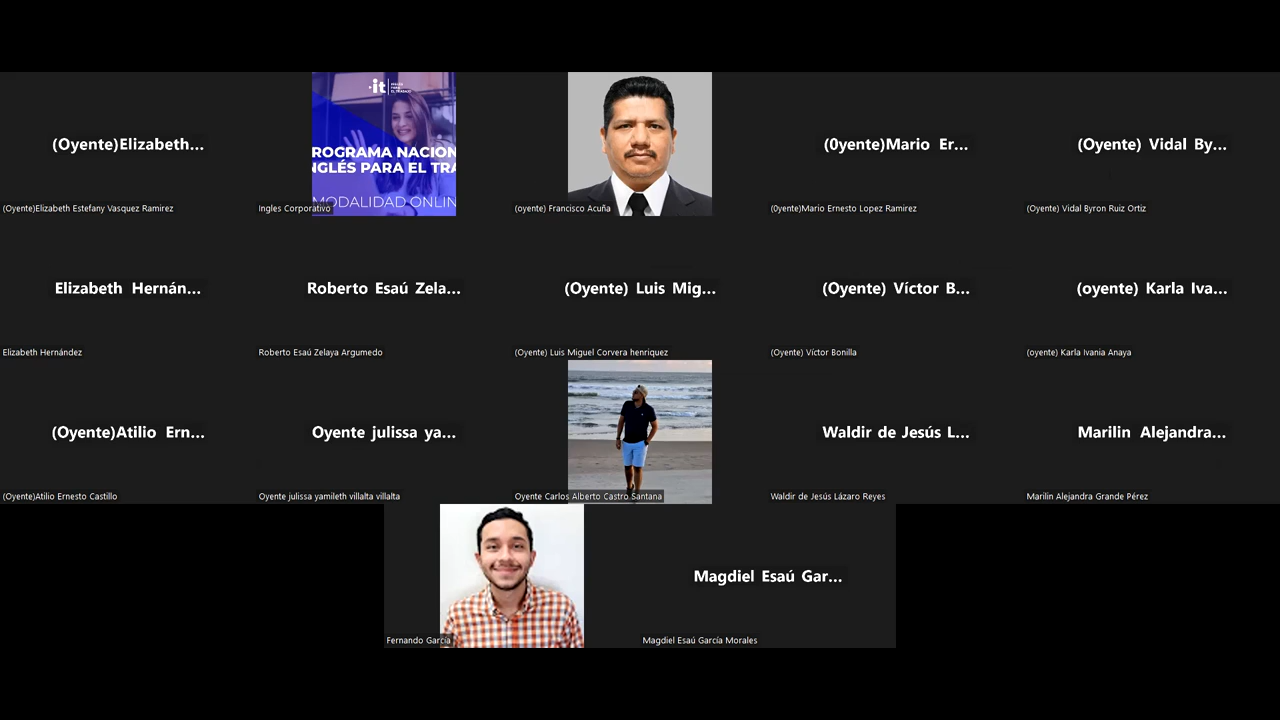 (Oyente)Elizabeth...
(Oyente)Elizabeth Estefany Vasquez Ramirez
it
INGLÉS
PARA
EL TRABAJO
ROGRAMA NACION
NGLÉS PARA EL TRA
MODALIDAD ONLIN
Ingles Corporativo
(oyente) Francisco Acuña
(0yente)Mario Er...
(0yente)Mario Ernesto Lopez Ramirez
(Oyente) Vidal By...
(Oyente) Vidal Byron Ruiz Ortiz
Elizabeth Hernán...
Elizabeth Hernández
Roberto Esaú Zela...
Roberto Esaú Zelaya Argumedo
(Oyente) Luis Mig...
(Oyente) Luis Miguel Corvera henriquez
(Oyente) Víctor B...
(Oyente) Víctor Bonilla
(oyente) Karla Iva...
(oyente) Karla Ivania Anaya
(Oyente)Atilio Ern...
(Oyente)Atilio Ernesto Castillo
Oyente julissa ya...
Oyente julissa yamileth villalta villalta
Oyente Carlos Alberto Castro Santana
Waldir de Jesús L...
Waldir de Jesús Lázaro Reyes
Marilin Alejandra...
Marilin Alejandra Grande Pérez
Fernando García
Magdiel Esaú Gar...
Magdiel Esaú García Morales